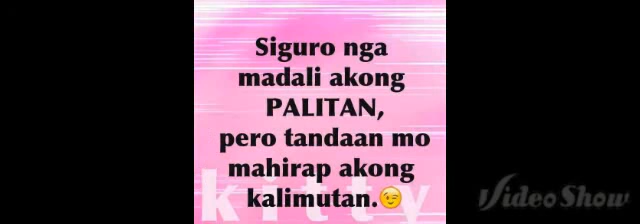 Siguro nga
madali akong
PALITAN,
pero tandaan mo
mahirap akong
kalimutan.😉
kitty
VideoShow